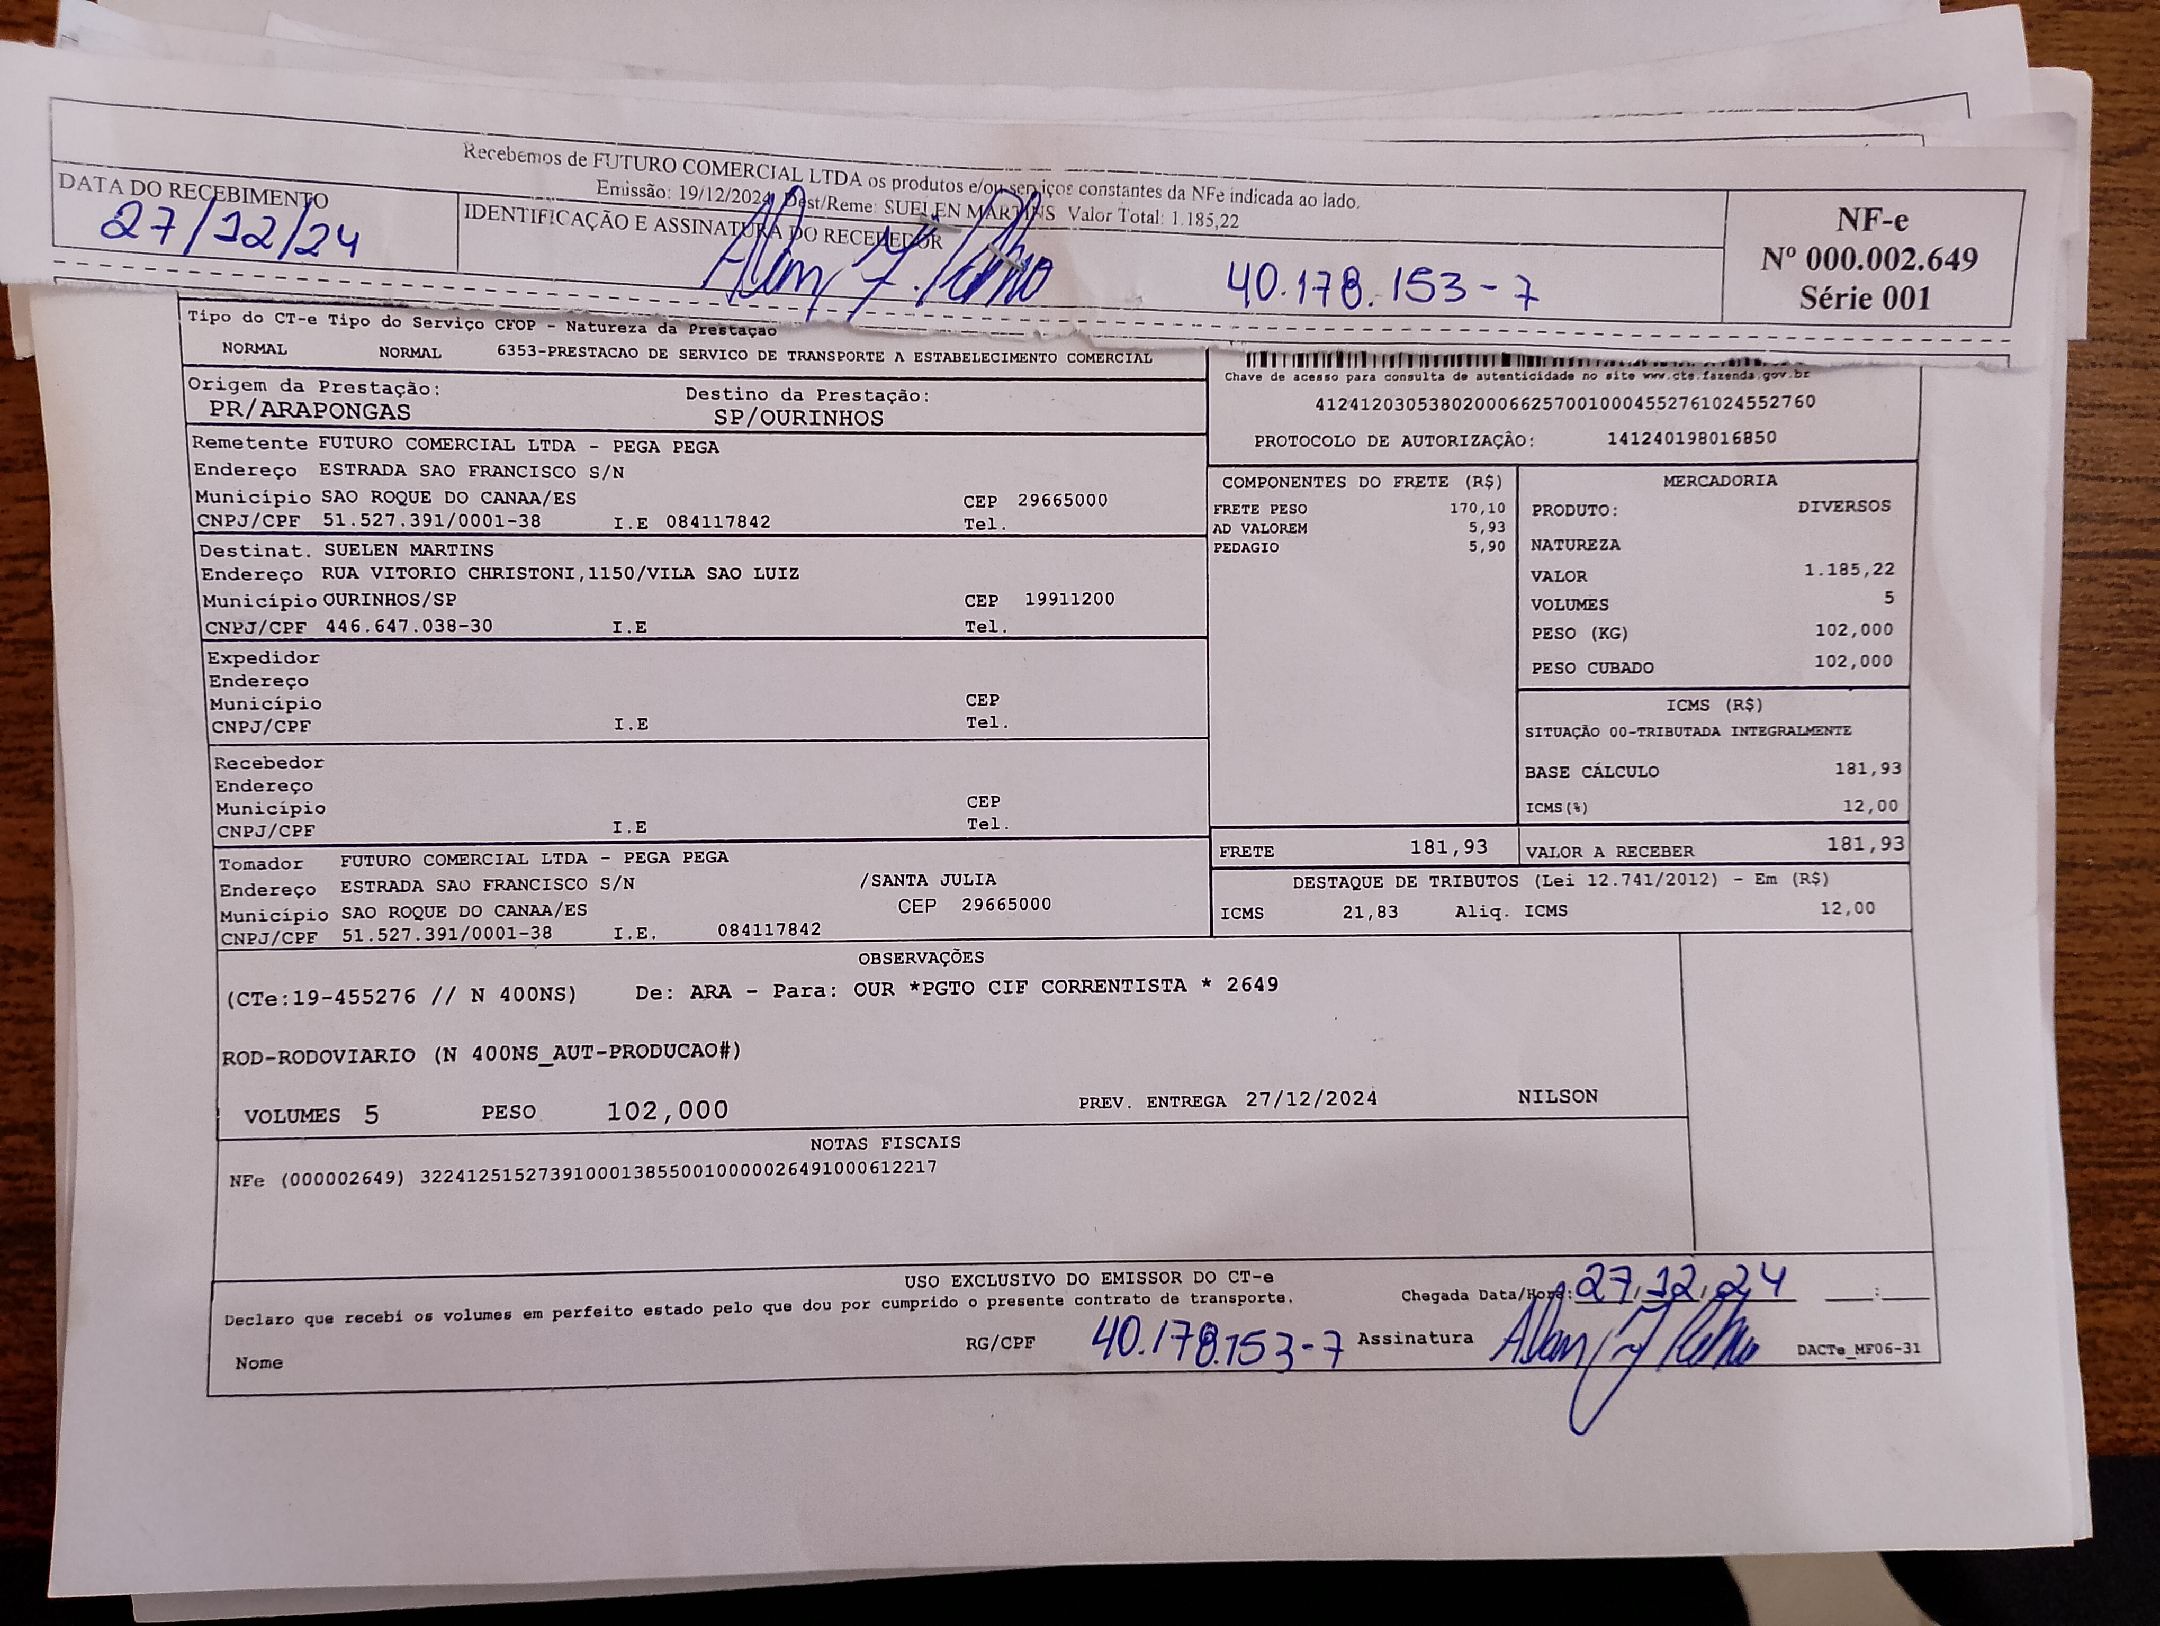 Recebemos de FUTURO COMERCIAL LTDA os produtos e/ou serviços constantes da NFe indicada ao lado.
Emissão: 19/12/2024 Dest/Reme: SUELEN MARTINS Valor Total: 1.185,22
DATA DO RECEBIMENTO
27/12/24
IDENTIFICAÇÃO E ASSINATURA DO RECEBEDOR
40.178.153-7
NF-e
Nº 000.002.649
Série 001
Tipo do CT-e Tipo do Serviço CFOP - Natureza da Prestação
NORMAL NORMAL 6353-PRESTACAO DE SERVICO DE TRANSPORTE A ESTABELECIMENTO COMERCIAL
Chave de acesso para consulta de autenticidade no site www.cte.fazenda.gov.br
41241203053802000662570010004552761024552760
PROTOCOLO DE AUTORIZAÇÃO: 141240198016850
Origem da Prestação: Destino da Prestação:
PR/ARAPONGAS SP/OURINHOS
Remetente FUTURO COMERCIAL LTDA - PEGA PEGA
Endereço ESTRADA SAO FRANCISCO S/N
Município SAO ROQUE DO CANAA/ES CEP 29665000
CNPJ/CPF 51.527.391/0001-38 I.E 084117842 Tel.
Destinat. SUELEN MARTINS
Endereço RUA VITORIO CHRISTONI,1150/VILA SAO LUIZ
Município OURINHOS/SP CEP 19911200
CNPJ/CPF 446.647.038-30 I.E Tel.
Expedidor
Endereço
Município CEP
CNPJ/CPF I.E Tel.
Recebedor
Endereço
Município CEP
CNPJ/CPF I.E Tel.
Tomador FUTURO COMERCIAL LTDA - PEGA PEGA
Endereço ESTRADA SAO FRANCISCO S/N /SANTA JULIA
Município SAO ROQUE DO CANAA/ES CEP 29665000
CNPJ/CPF 51.527.391/0001-38 I.E. 084117842
COMPONENTES DO FRETE (R$)
FRETE PESO 170,10
AD VALOREM 5,93
PEDAGIO 5,90
MERCADORIA
PRODUTO: DIVERSOS
NATUREZA
VALOR 1.185,22
VOLUMES 5
PESO (KG) 102,000
PESO CUBADO 102,000
ICMS (R$)
SITUAÇÃO 00-TRIBUTADA INTEGRALMENTE
BASE CÁLCULO 181,93
ICMS(%) 12,00
FRETE 181,93 VALOR A RECEBER 181,93
DESTAQUE DE TRIBUTOS (Lei 12.741/2012) - Em (R$)
ICMS 21,83 Aliq. ICMS 12,00
OBSERVAÇÕES
(CTe:19-455276 // N 400NS) De: ARA - Para: OUR *PGTO CIF CORRENTISTA * 2649
ROD-RODOVIARIO (N 400NS_AUT-PRODUCAO#)
VOLUMES 5 PESO 102,000 PREV. ENTREGA 27/12/2024 NILSON
NOTAS FISCAIS
NFe (000002649) 32241251527391000138550010000026491000612217
USO EXCLUSIVO DO EMISSOR DO CT-e
Declaro que recebi os volumes em perfeito estado pelo que dou por cumprido o presente contrato de transporte.
Chegada Data/Hora: 27/12/24 ___:___
Nome RG/CPF 40.178.153-7 Assinatura DACTe_MF06-31